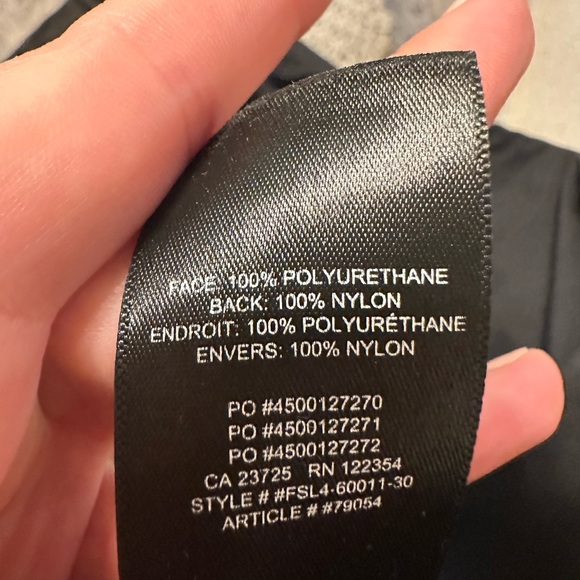 FACE: 100% POLYURETHANE
BACK: 100% NYLON
ENDROIT: 100% POLYURÉTHANE
ENVERS: 100% NYLON
PO #4500127270
PO #4500127271
PO #4500127272
CA 23725 RN 122354
STYLE # #FSL4-60011-30
ARTICLE # #79054